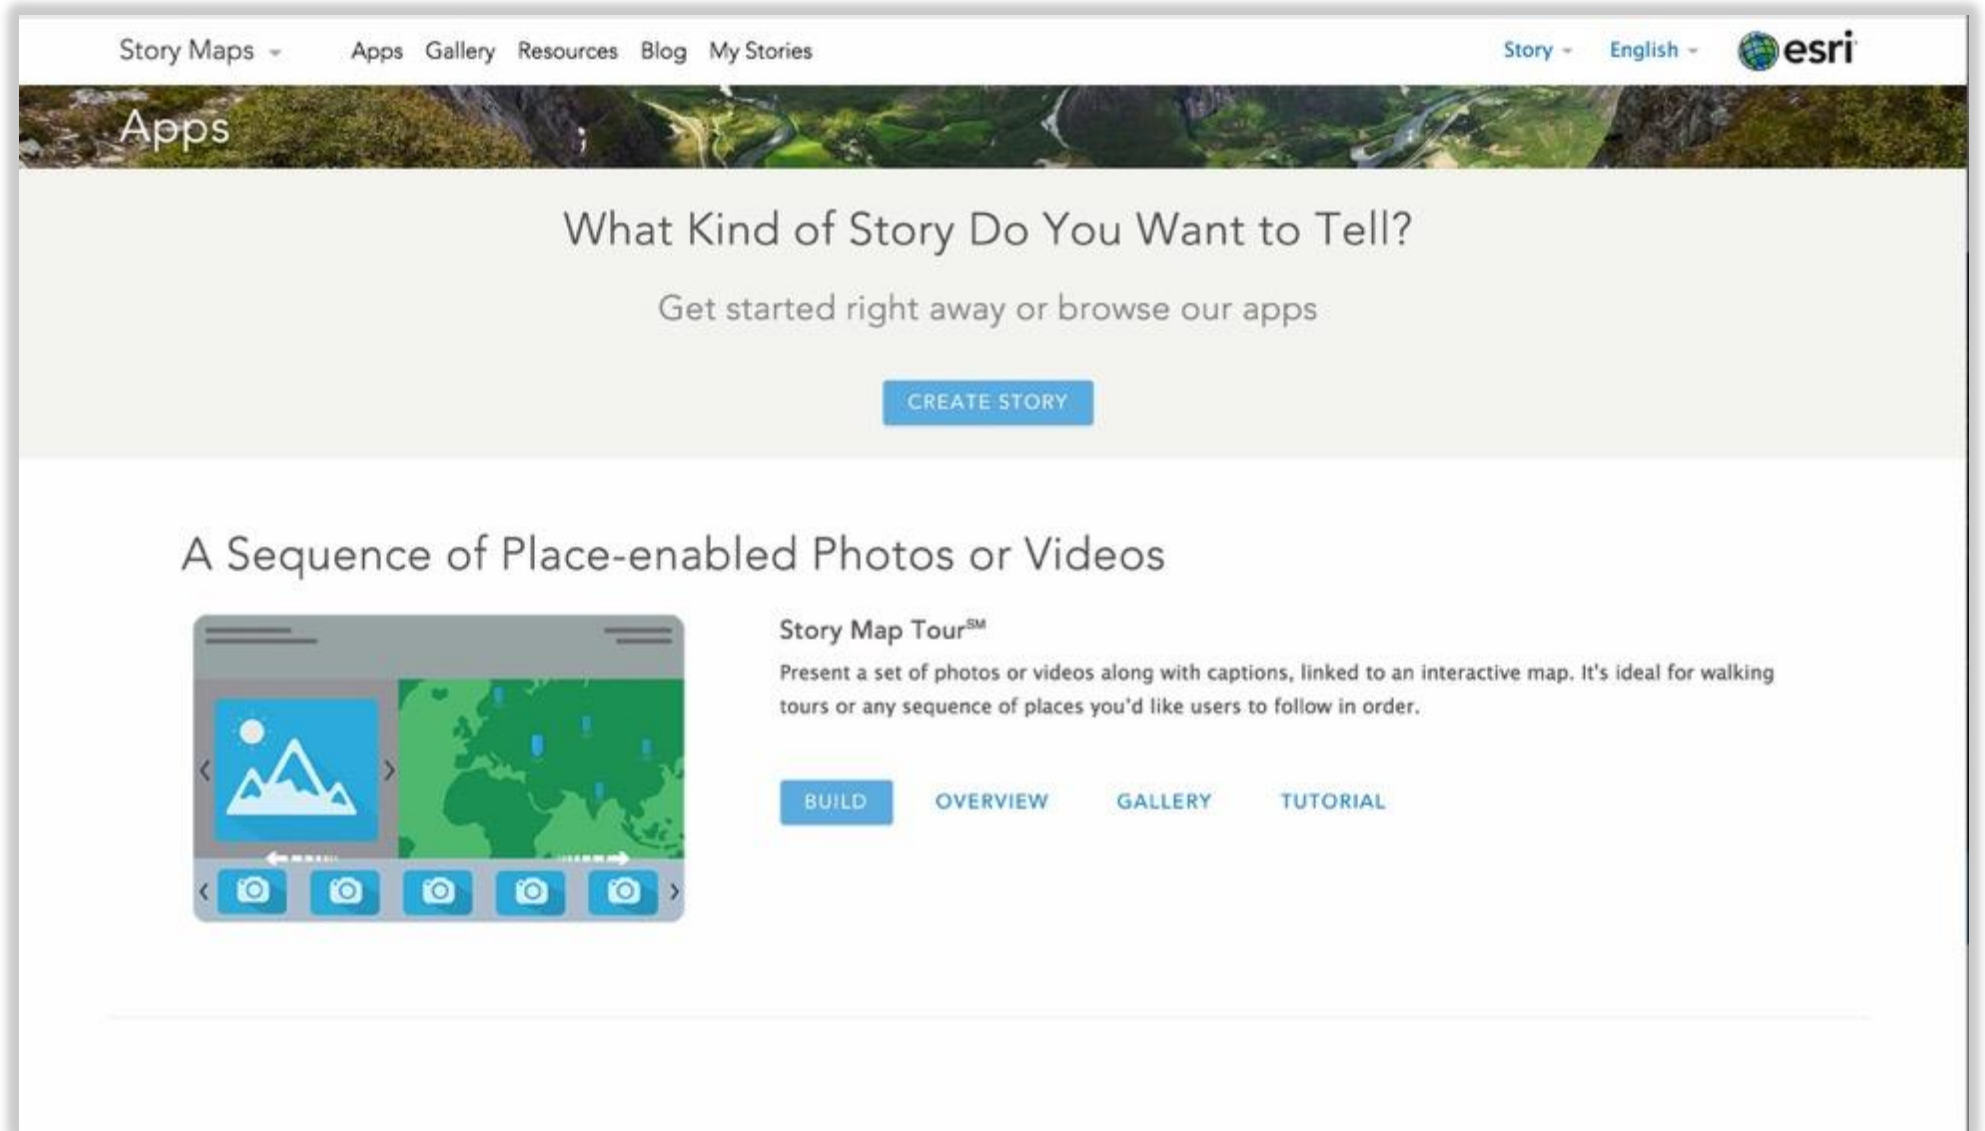 Story Maps Apps Gallery Resources Blog My Stories Story English esri
Apps
What Kind of Story Do You Want to Tell?
Get started right away or browse our apps
CREATE STORY
A Sequence of Place-enabled Photos or Videos
Story Map Tour℠
Present a set of photos or videos along with captions, linked to an interactive map. It's ideal for walking
tours or any sequence of places you'd like users to follow in order.
BUILD OVERVIEW GALLERY TUTORIAL